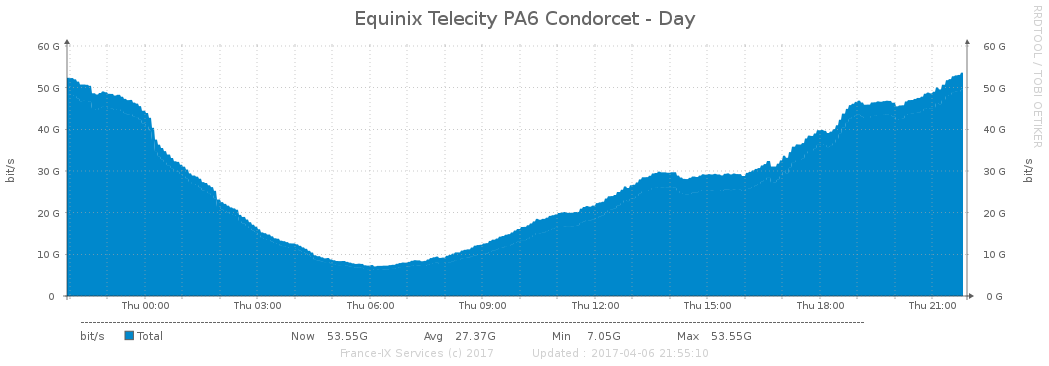 Equinix Telecity PA6 Condorcet - Day
RRDTOOL / TOBI OETIKER
60 G 60 G
50 G 50 G
40 G 40 G
30 G 30 G
20 G 20 G
10 G 10 G
0 0 G
bit/s
bit/s
Thu 00:00 Thu 03:00 Thu 06:00 Thu 09:00 Thu 12:00 Thu 15:00 Thu 18:00 Thu 21:00
bit/s Total Now 53.55G Avg 27.37G Min 7.05G Max 53.55G
France-IX Services (c) 2017 Updated : 2017-04-06 21:55:10